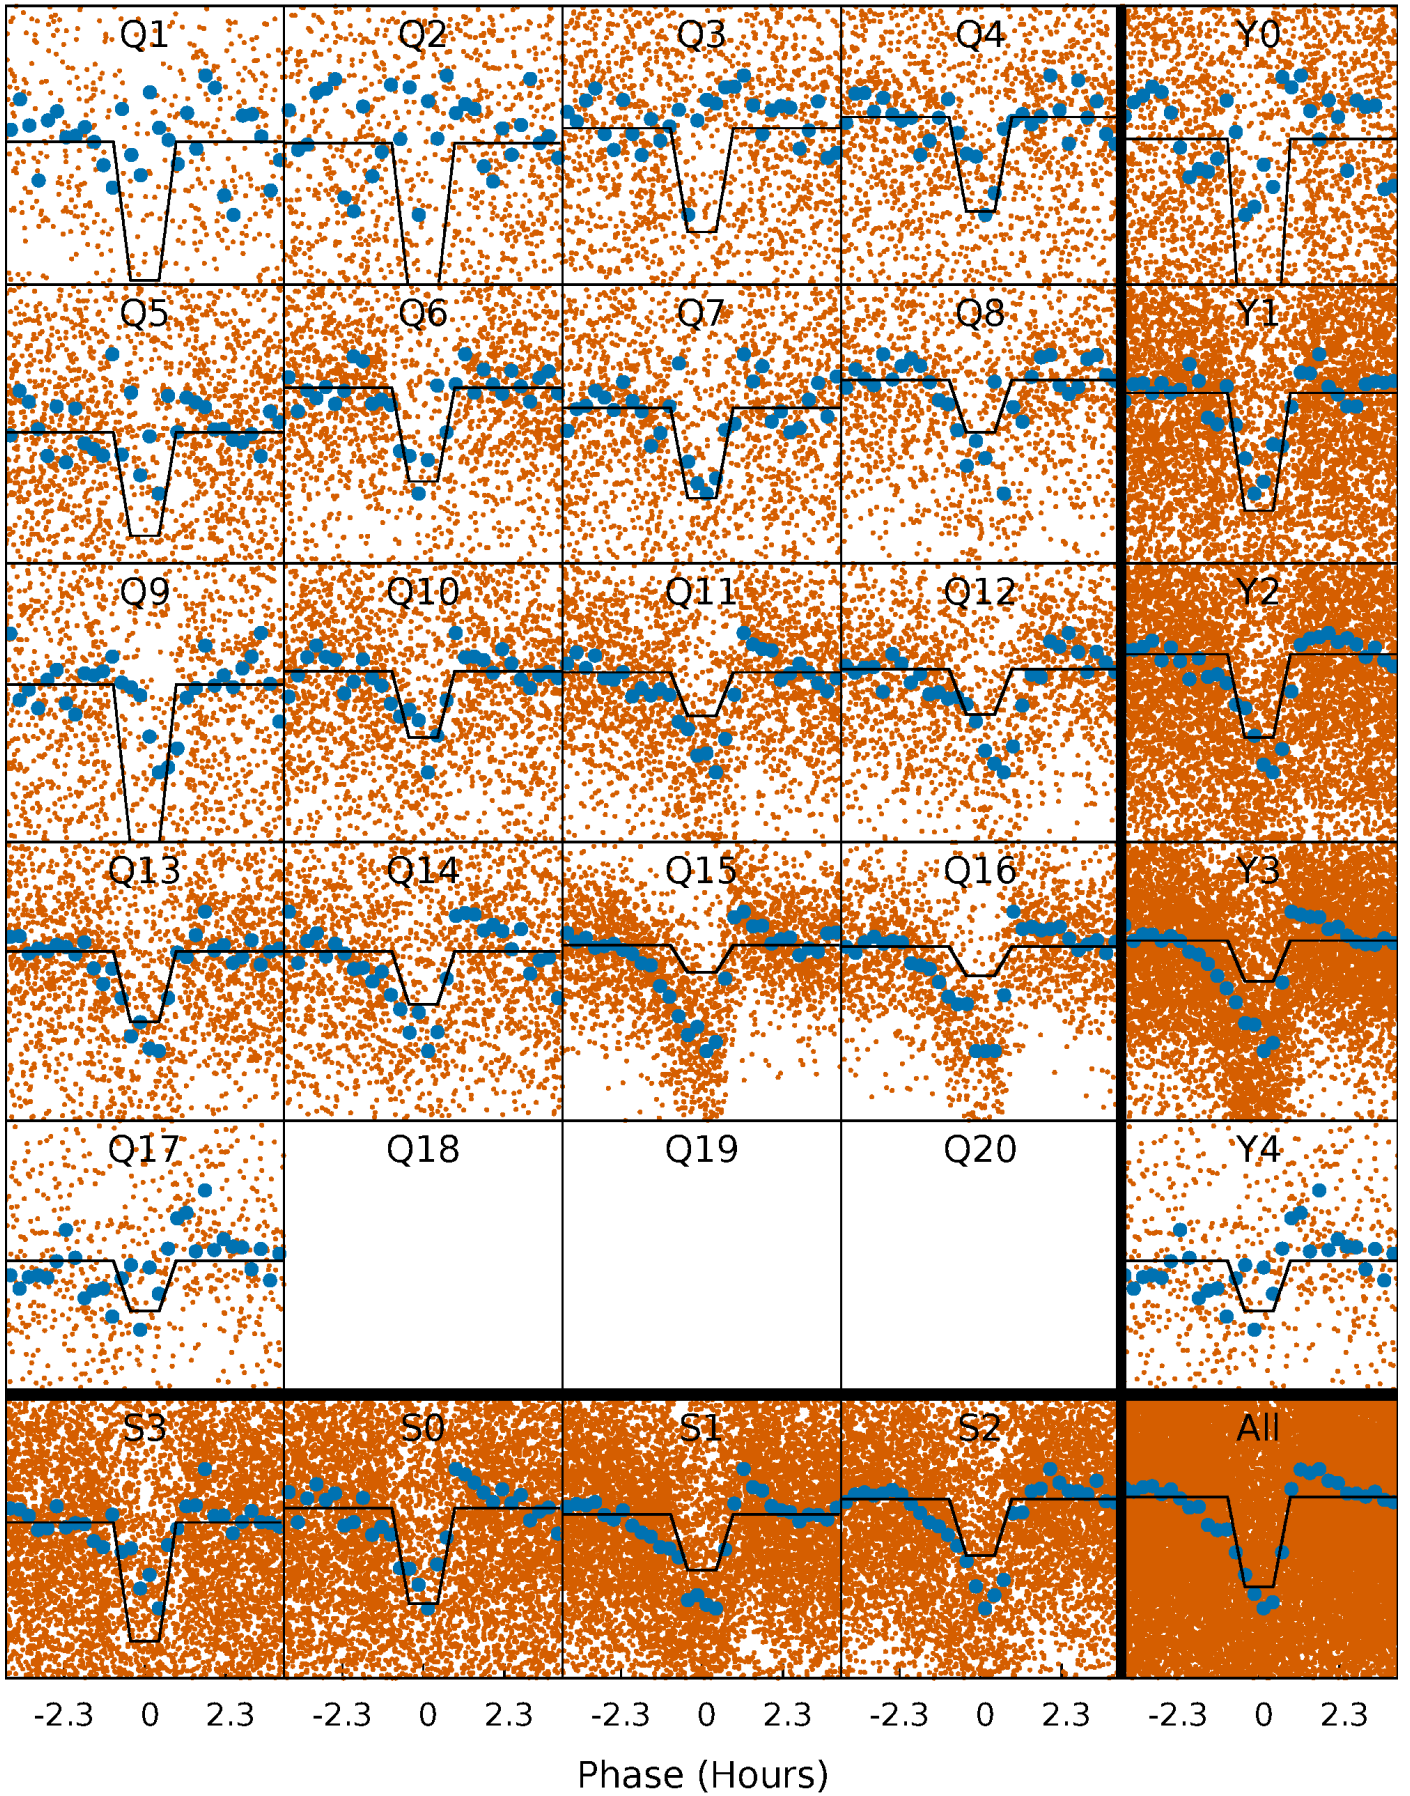 Q1 Q2 Q3 Q4 Y0
Q5 Q6 Q7 Q8 Y1
Q9 Q10 Q11 Q12 Y2
Q13 Q14 Q15 Q16 Y3
Q17 Q18 Q19 Q20 Y4
S3 S0 S1 S2 All
-2.3 0 2.3 -2.3 0 2.3 -2.3 0 2.3 -2.3 0 2.3 -2.3 0 2.3
Phase (Hours)